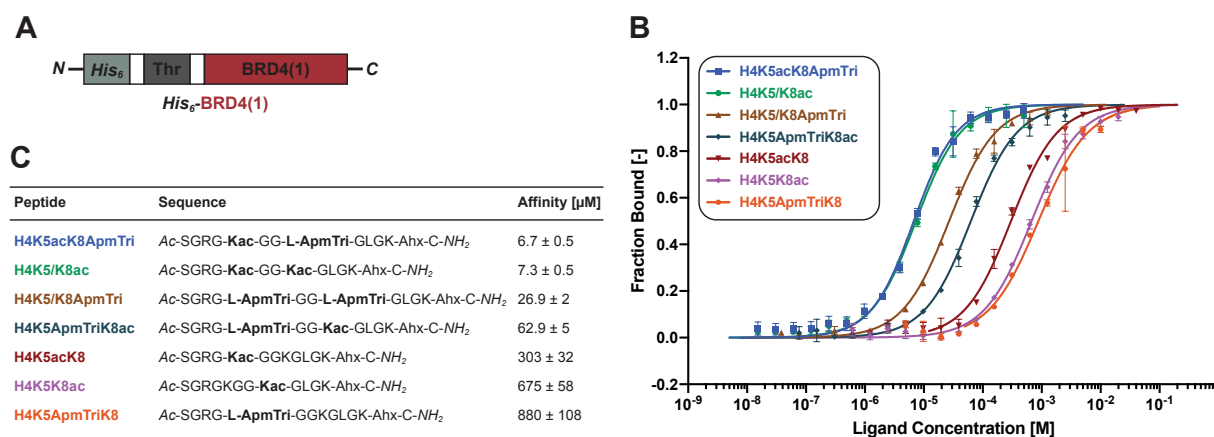 A
N
His₆
Thr
BRD4(1)
C
His₆-BRD4(1)
C
Peptide Sequence Affinity [µM]
H4K5acK8ApmTri Ac-SGRG-Kac-GG-L-ApmTri-GLGK-Ahx-C-NH₂ 6.7 ± 0.5
H4K5/K8ac Ac-SGRG-Kac-GG-Kac-GLGK-Ahx-C-NH₂ 7.3 ± 0.5
H4K5/K8ApmTri Ac-SGRG-L-ApmTri-GG-L-ApmTri-GLGK-Ahx-C-NH₂ 26.9 ± 2
H4K5ApmTriK8ac Ac-SGRG-L-ApmTri-GG-Kac-GLGK-Ahx-C-NH₂ 62.9 ± 5
H4K5acK8 Ac-SGRG-Kac-GGKGLGK-Ahx-C-NH₂ 303 ± 32
H4K5K8ac Ac-SGRGKGG-Kac-GLGK-Ahx-C-NH₂ 675 ± 58
H4K5ApmTriK8 Ac-SGRG-L-ApmTri-GGKGLGK-Ahx-C-NH₂ 880 ± 108
B
Fraction Bound [-]
1.2
1.0
0.8
0.6
0.4
0.2
0.0
-0.2
H4K5acK8ApmTri
H4K5/K8ac
H4K5/K8ApmTri
H4K5ApmTriK8ac
H4K5acK8
H4K5K8ac
H4K5ApmTriK8
10⁻⁹ 10⁻⁸ 10⁻⁷ 10⁻⁶ 10⁻⁵ 10⁻⁴ 10⁻³ 10⁻² 10⁻¹
Ligand Concentration [M]